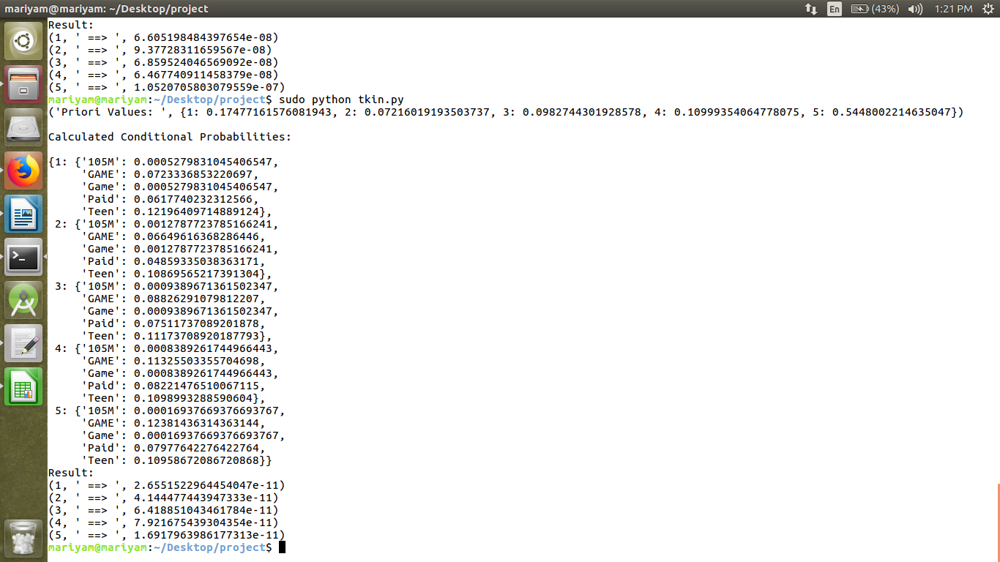 mariyam@mariyam: ~/Desktop/project
En
(43%)
1:21 PM
Result:
(1, ' ==> ', 6.605198484397654e-08)
(2, ' ==> ', 9.37728311659567e-08)
(3, ' ==> ', 6.859524046569092e-08)
(4, ' ==> ', 6.467740911458379e-08)
(5, ' ==> ', 1.0520705803079559e-07)
mariyam@mariyam:~/Desktop/project$ sudo python tkin.py
('Priori Values: ', {1: 0.17477161576081943, 2: 0.07216019193503737, 3: 0.0982744301928578, 4: 0.10999354064778075, 5: 0.5448002214635047})
Calculated Conditional Probabilities:
{1: {'105M': 0.0005279831045406547,
'GAME': 0.0723336853220697,
'Game': 0.0005279831045406547,
'Paid': 0.0617740232312566,
'Teen': 0.12196409714889124},
2: {'105M': 0.0012787723785166241,
'GAME': 0.06649616368286446,
'Game': 0.0012787723785166241,
'Paid': 0.04859335038363171,
'Teen': 0.10869565217391304},
3: {'105M': 0.0009389671361502347,
'GAME': 0.08826291079812207,
'Game': 0.0009389671361502347,
'Paid': 0.07511737089201878,
'Teen': 0.11173708920187793},
4: {'105M': 0.0008389261744966443,
'GAME': 0.11325503355704698,
'Game': 0.0008389261744966443,
'Paid': 0.08221476510067115,
'Teen': 0.1098993288590604},
5: {'105M': 0.00016937669376693767,
'GAME': 0.12381436314363144,
'Game': 0.00016937669376693767,
'Paid': 0.07977642276422764,
'Teen': 0.10958672086720868}}
Result:
(1, ' ==> ', 2.6551522964454047e-11)
(2, ' ==> ', 4.144477443947333e-11)
(3, ' ==> ', 6.418851043461784e-11)
(4, ' ==> ', 7.921675439304354e-11)
(5, ' ==> ', 1.6917963986177313e-11)
mariyam@mariyam:~/Desktop/project$